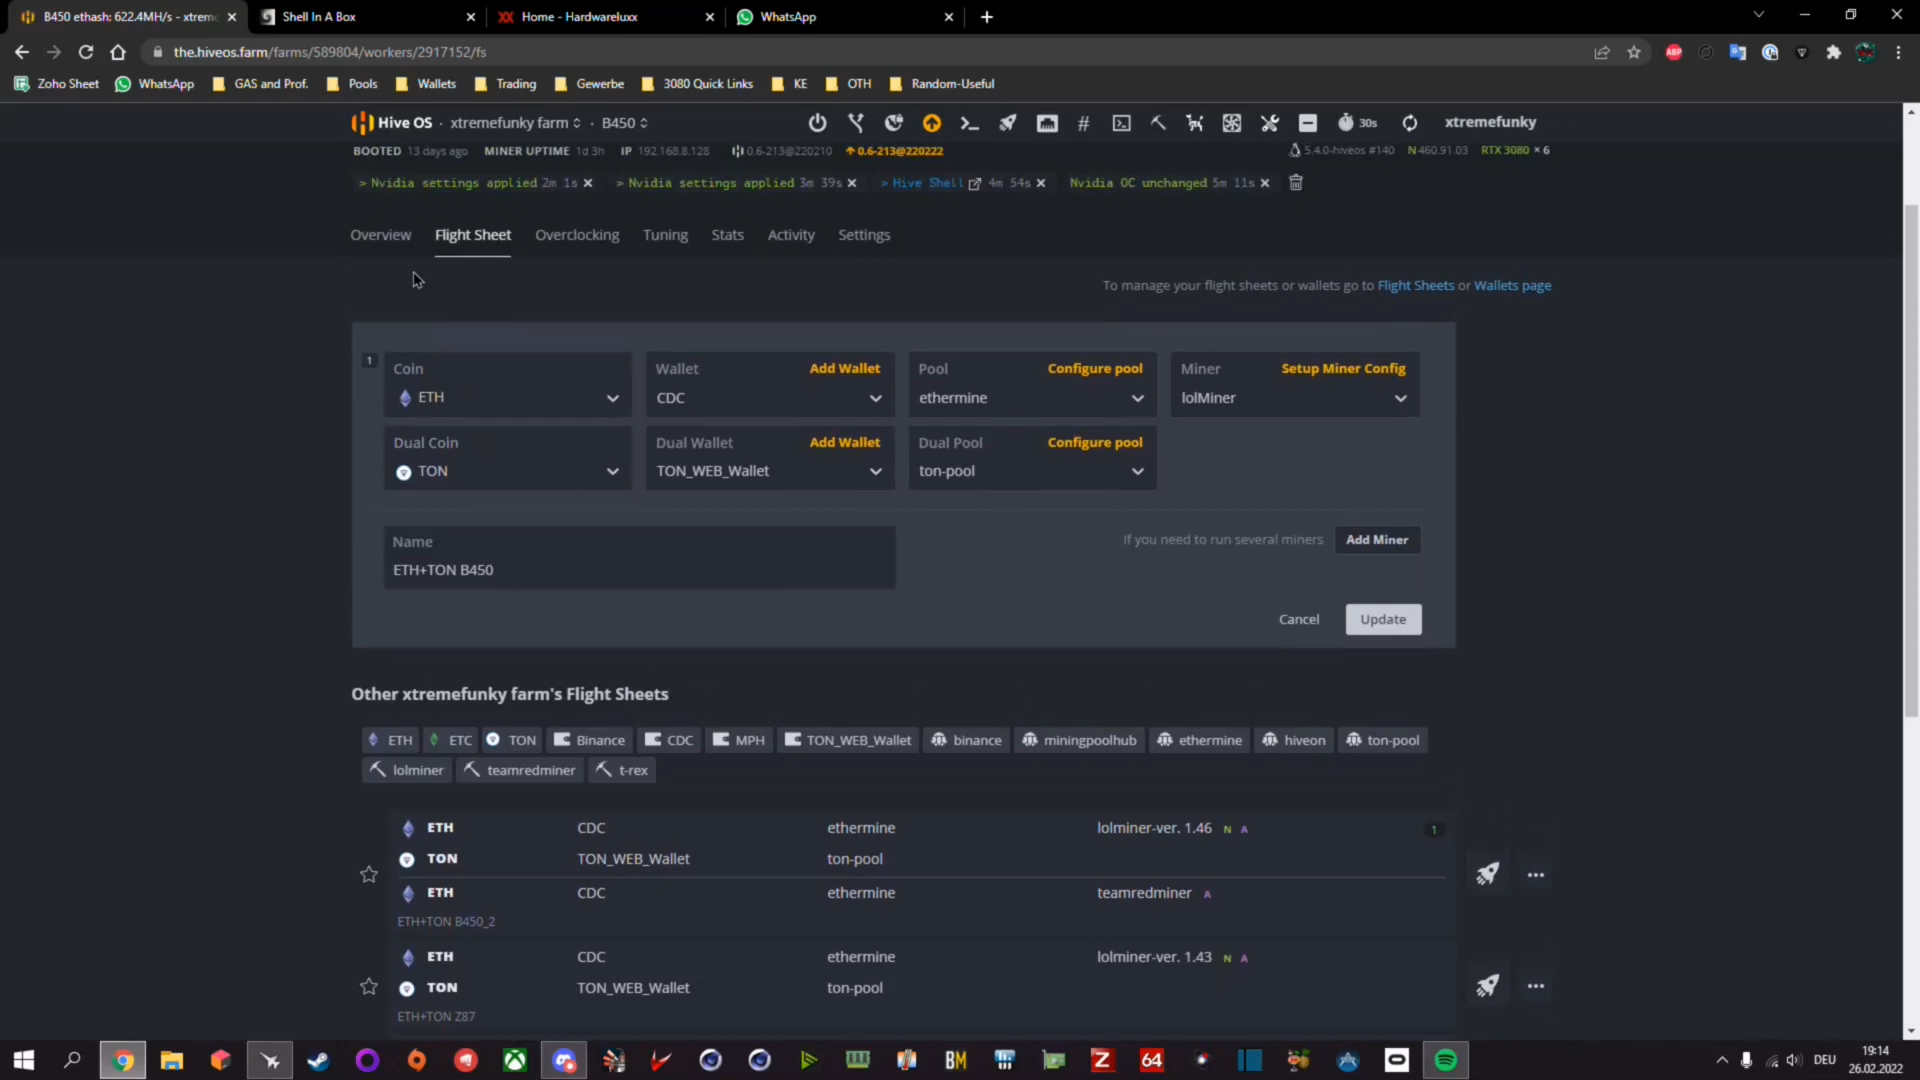 B450 ethash: 622.4MH/s - xtreme
Shell In A Box
Home - Hardwareluxx
WhatsApp
the.hiveos.farm/farms/589804/workers/2917152/fs
ABP
Zoho Sheet
WhatsApp
GAS and Prof.
Pools
Wallets
Trading
Gewerbe
3080 Quick Links
KE
OTH
Random-Useful
Hive OS · xtremefunky farm · B450
30s
xtremefunky
BOOTED 13 days ago MINER UPTIME 1d 3h IP 192.168.8.128 0.6-213@220210 0.6-213@220222
5.4.0-hiveos #140 N 460.91.03 RTX 3080 × 6
> Nvidia settings applied 2m 1s > Nvidia settings applied 3m 39s > Hive Shell 4m 54s Nvidia OC unchanged 5m 11s
Overview Flight Sheet Overclocking Tuning Stats Activity Settings
To manage your flight sheets or wallets go to Flight Sheets or Wallets page
1
Coin
ETH
Wallet Add Wallet
CDC
Pool Configure pool
ethermine
Miner Setup Miner Config
lolMiner
Dual Coin
TON
Dual Wallet Add Wallet
TON_WEB_Wallet
Dual Pool Configure pool
ton-pool
Name
ETH+TON B450
If you need to run several miners Add Miner
Cancel Update
Other xtremefunky farm's Flight Sheets
ETH ETC TON Binance CDC MPH TON_WEB_Wallet binance miningpoolhub ethermine hiveon ton-pool
lolminer teamredminer t-rex
ETH CDC ethermine lolminer-ver. 1.46 N A 1
TON TON_WEB_Wallet ton-pool
ETH CDC ethermine teamredminer A
ETH+TON B450_2
ETH CDC ethermine lolminer-ver. 1.43 N A
TON TON_WEB_Wallet ton-pool
ETH+TON Z87
BM
Z
64
DEU
19:14
26.02.2022